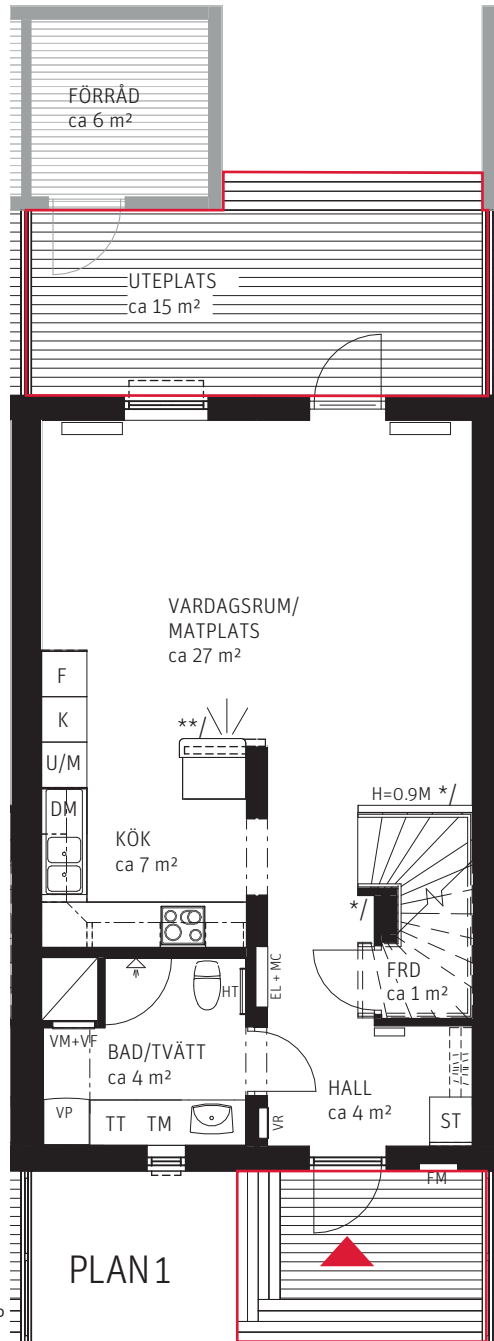 FÖRRÅD
ca 6 m²
UTEPLATS
ca 15 m²
VARDAGSRUM/
MATPLATS
ca 27 m²
F
K
**/
U/M
H=0.9M */
DM
KÖK
ca 7 m²
*/
EL + MC
FRD
ca 1 m²
HT
VM+VF
BAD/TVÄTT
ca 4 m²
HALL
ca 4 m²
VP
TT TM
VR
ST
FM
PLAN 1